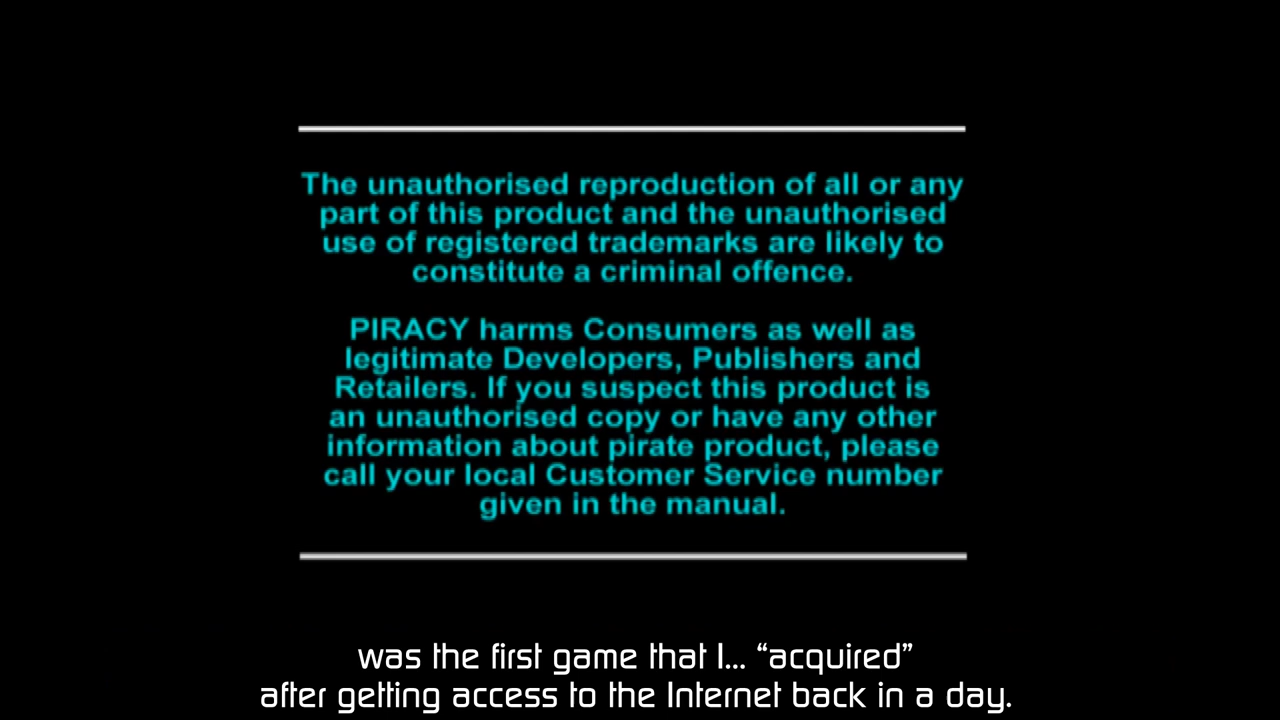 The unauthorised reproduction of all or any
part of this product and the unauthorised
use of registered trademarks are likely to
constitute a criminal offence.
PIRACY harms Consumers as well as
legitimate Developers, Publishers and
Retailers. If you suspect this product is
an unauthorised copy or have any other
information about pirate product, please
call your local Customer Service number
given in the manual.
was the first game that I... “acquired”
after getting access to the Internet back in a day.